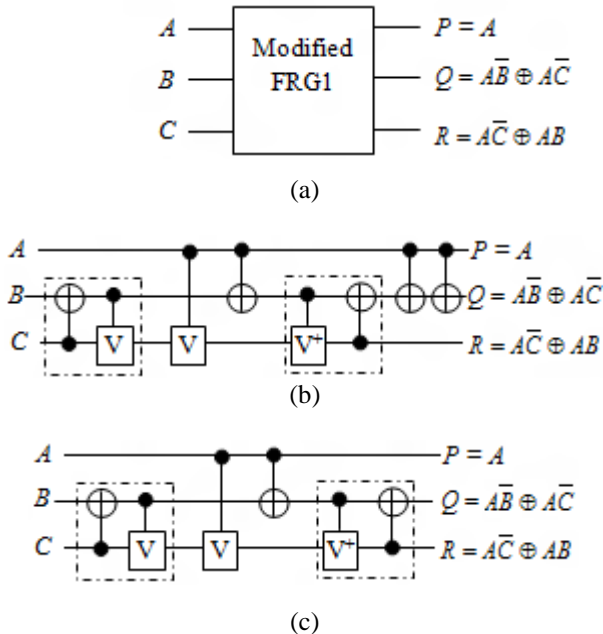 A P = A
Modified
B FRG1 Q = AB̅ ⊕ AC̅
C R = AC̅ ⊕ AB
(a)
A P = A
B Q = AB̅ ⊕ AC̅
C V V V⁺ R = AC̅ ⊕ AB
(b)
A P = A
B Q = AB̅ ⊕ AC̅
C V V V⁺ R = AC̅ ⊕ AB
(c)